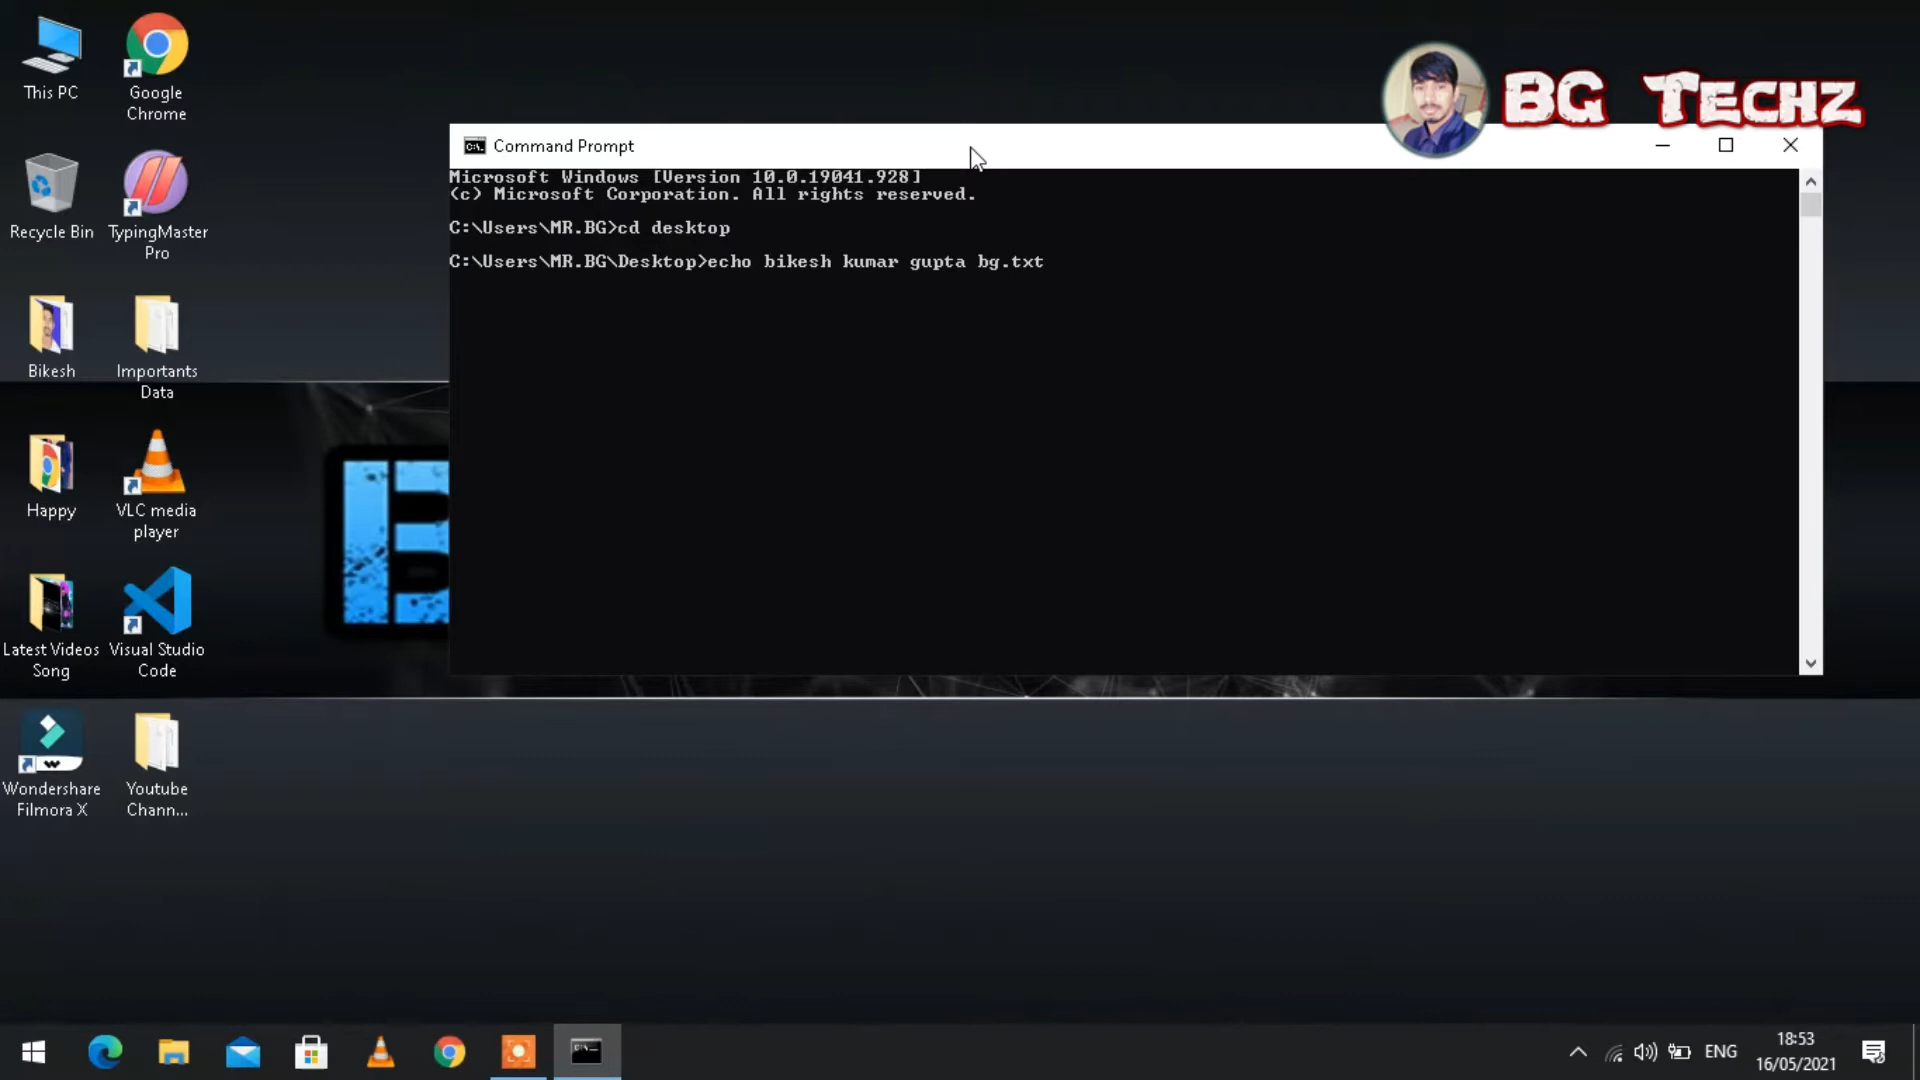 This PC
Google
Chrome
BG Techz
Command Prompt
Microsoft Windows [Version 10.0.19041.928]
(c) Microsoft Corporation. All rights reserved.
C:\Users\MR.BG>cd desktop
C:\Users\MR.BG\Desktop>echo bikesh kumar gupta bg.txt
Recycle Bin
TypingMaster
Pro
Bikesh
Importants
Data
Happy
VLC media
player
Latest Videos
Song
Visual Studio
Code
Wondershare
Filmora X
Youtube
Chann...
ENG
18:53
16/05/2021